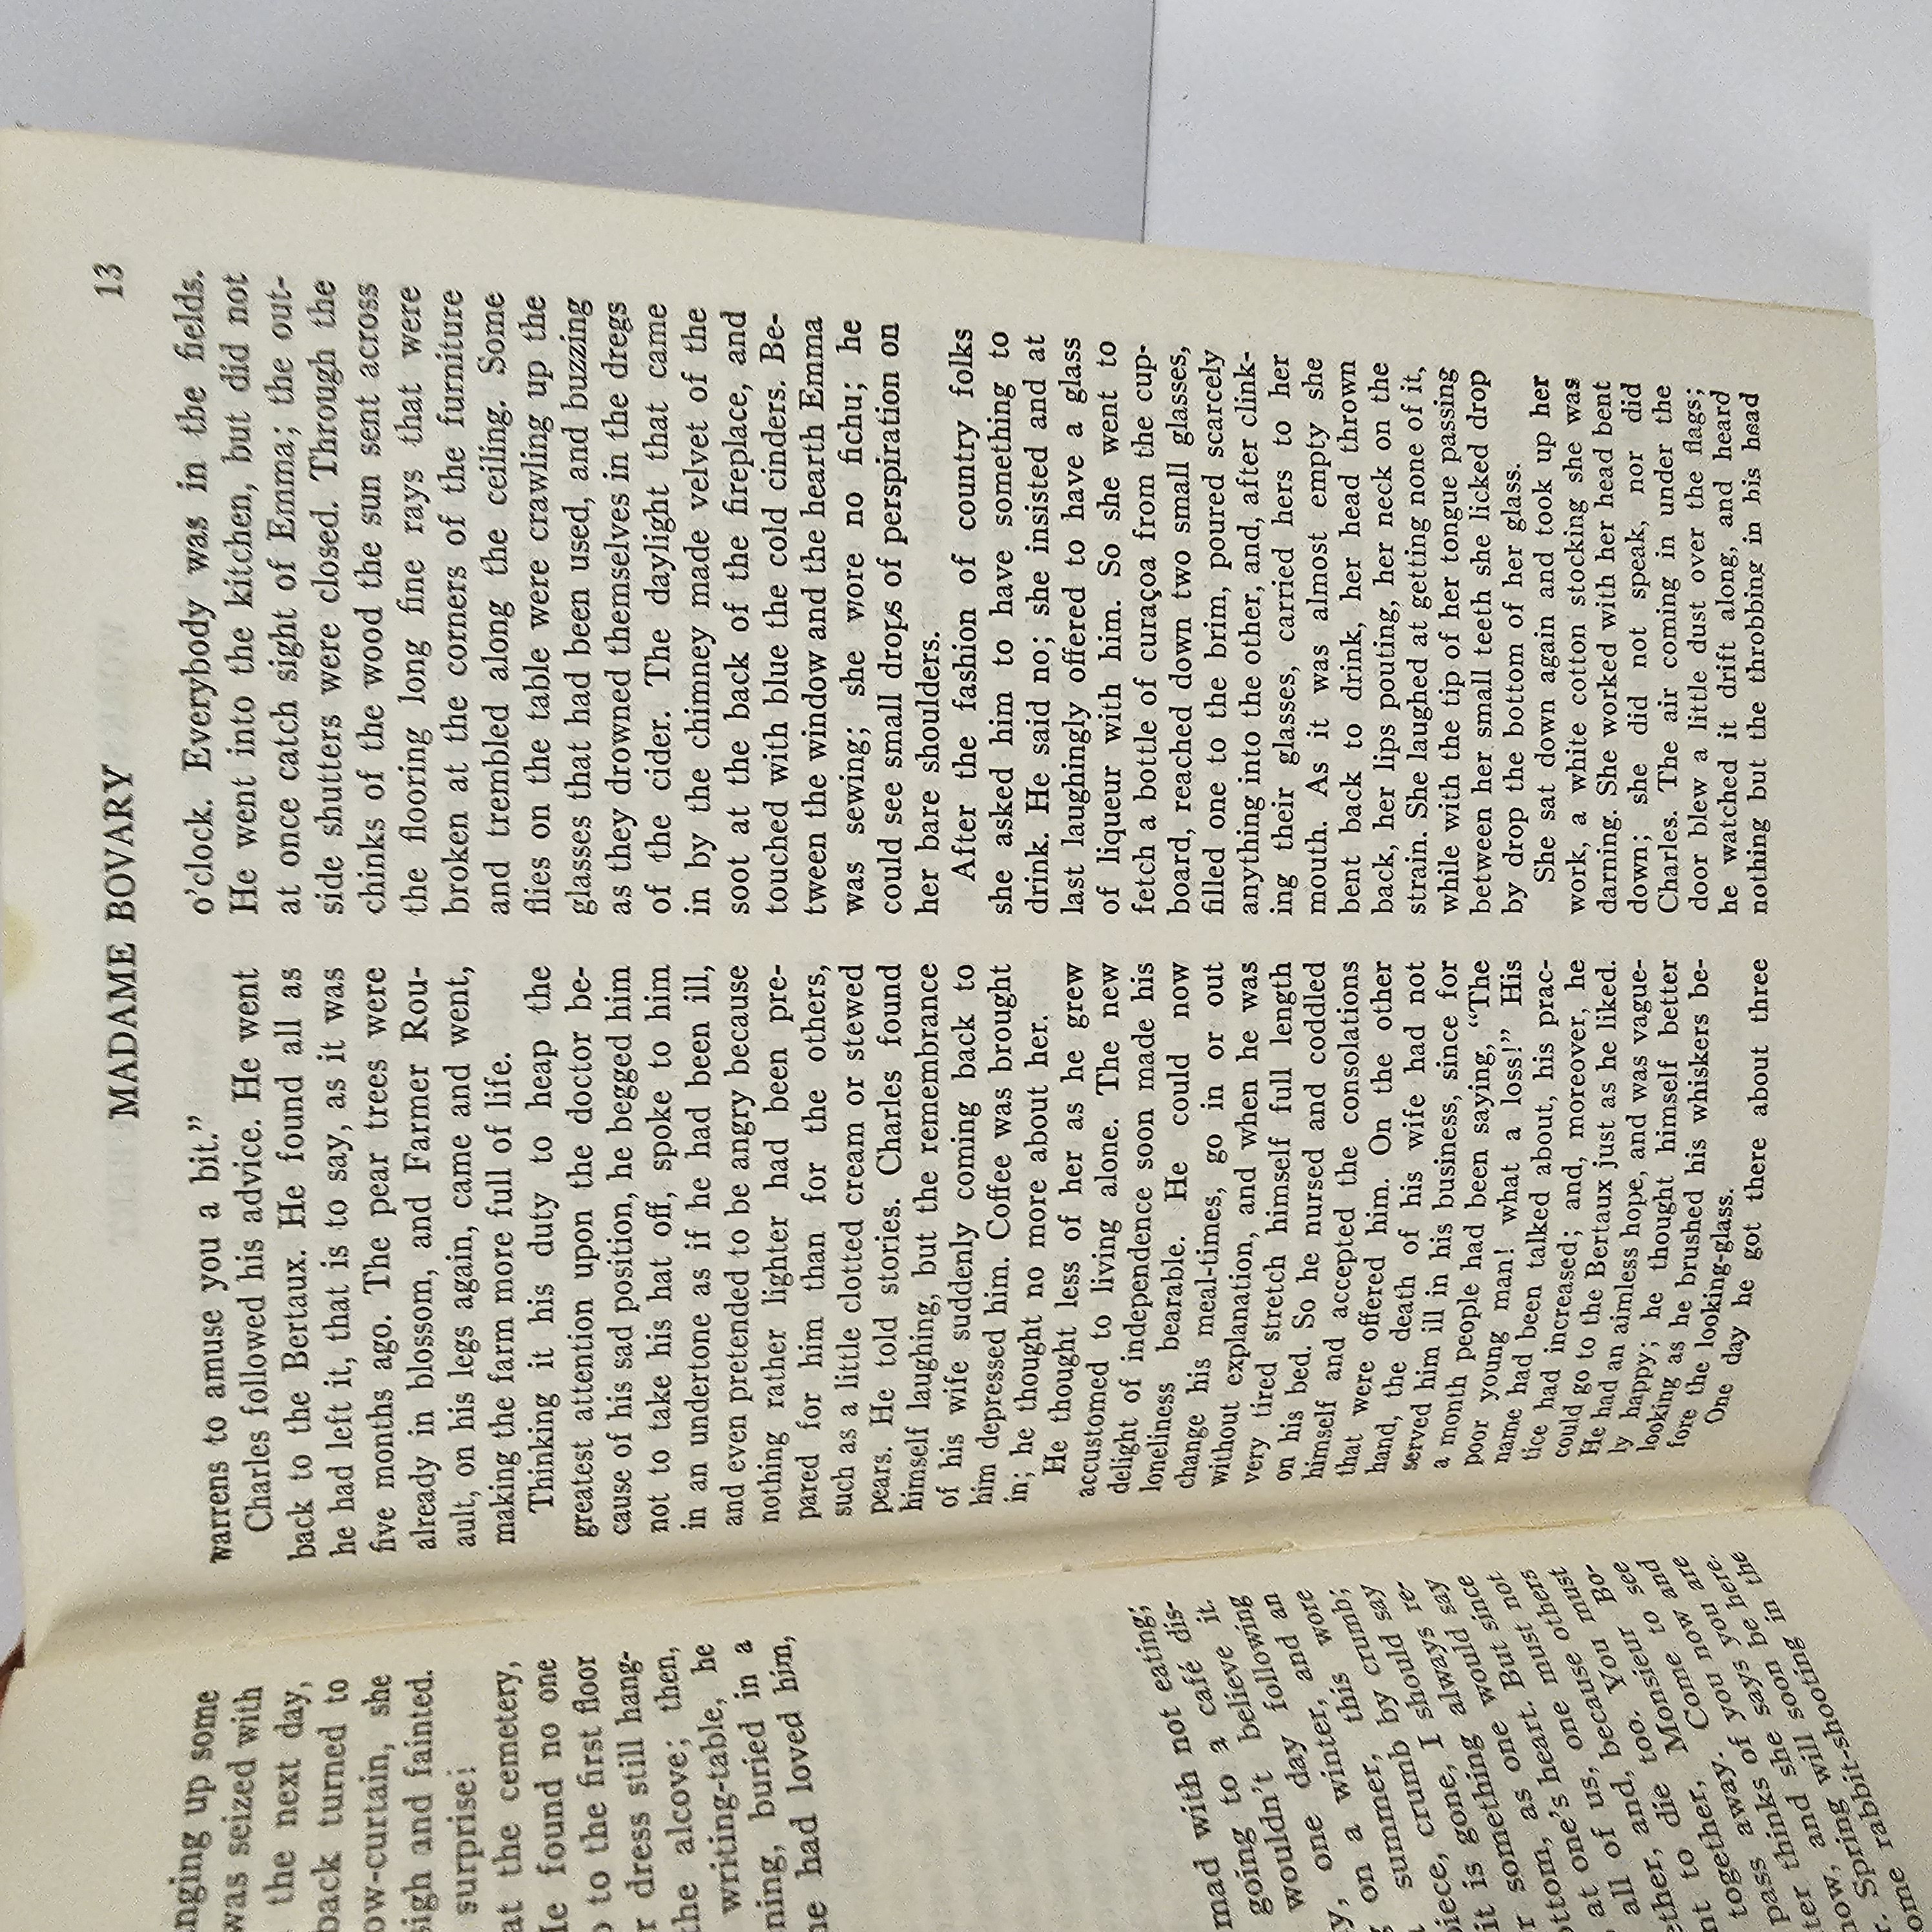 anging up some
was seized with
the next day,
back turned to
ow-curtain, she
sigh and fainted.
surprise!
at the cemetery,
He found no one
to the first floor
r dress still hang-
the alcove; then,
writing-table, he
ning, buried in a
he had loved him,
mad with not eating;
going to a café dis-
wouldn't believe it.
y, one day following
on a winter, and an
summer, this wore
piece, crumb by crumb;
it is gone, I should say
r something always re-
ottom, as one would say
at one's heart. But since
all of us, one must not
ether, and, because others
nt to die too. You must
together, Monsieur Bo-
pass away. Come to see
ter thinks of you now and
now, and she says you are
r. Spring will soon be here.
ome rabbit-shooting in the
MADAME BOVARY 13
warrens to amuse you a bit.”
Charles followed his advice. He went
back to the Bertaux. He found all as
he had left it, that is to say, as it was
five months ago. The pear trees were
already in blossom, and Farmer Rou-
ault, on his legs again, came and went,
making the farm more full of life.
Thinking it his duty to heap the
greatest attention upon the doctor be-
cause of his sad position, he begged him
not to take his hat off, spoke to him
in an undertone as if he had been ill,
and even pretended to be angry because
nothing rather lighter had been pre-
pared for him than for the others,
such as a little clotted cream or stewed
pears. He told stories. Charles found
himself laughing, but the remembrance
of his wife suddenly coming back to
him depressed him. Coffee was brought
in; he thought no more about her.
He thought less of her as he grew
accustomed to living alone. The new
delight of independence soon made his
loneliness bearable. He could now
change his meal-times, go in or out
without explanation, and when he was
very tired stretch himself full length
on his bed. So he nursed and coddled
himself and accepted the consolations
that were offered him. On the other
hand, the death of his wife had not
served him ill in his business, since for
a month people had been saying, “The
poor young man! what a loss!” His
name had been talked about, his prac-
tice had increased; and, moreover, he
could go to the Bertaux just as he liked.
He had an aimless hope, and was vague-
ly happy; he thought himself better
looking as he brushed his whiskers be-
fore the looking-glass.
One day he got there about three
o'clock. Everybody was in the fields.
He went into the kitchen, but did not
at once catch sight of Emma; the out-
side shutters were closed. Through the
chinks of the wood the sun sent across
the flooring long fine rays that were
broken at the corners of the furniture
and trembled along the ceiling. Some
flies on the table were crawling up the
glasses that had been used, and buzzing
as they drowned themselves in the dregs
of the cider. The daylight that came
in by the chimney made velvet of the
soot at the back of the fireplace, and
touched with blue the cold cinders. Be-
tween the window and the hearth Emma
was sewing; she wore no fichu; he
could see small drops of perspiration on
her bare shoulders.
After the fashion of country folks
she asked him to have something to
drink. He said no; she insisted and at
last laughingly offered to have a glass
of liqueur with him. So she went to
fetch a bottle of curaçoa from the cup-
board, reached down two small glasses,
filled one to the brim, poured scarcely
anything into the other, and, after clink-
ing their glasses, carried hers to her
mouth. As it was almost empty she
bent back to drink, her head thrown
back, her lips pouting, her neck on the
strain. She laughed at getting none of it,
while with the tip of her tongue passing
between her small teeth she licked drop
by drop the bottom of her glass.
She sat down again and took up her
work, a white cotton stocking she was
darning. She worked with her head bent
down; she did not speak, nor did
Charles. The air coming in under the
door blew a little dust over the flags;
he watched it drift along, and heard
nothing but the throbbing in his head